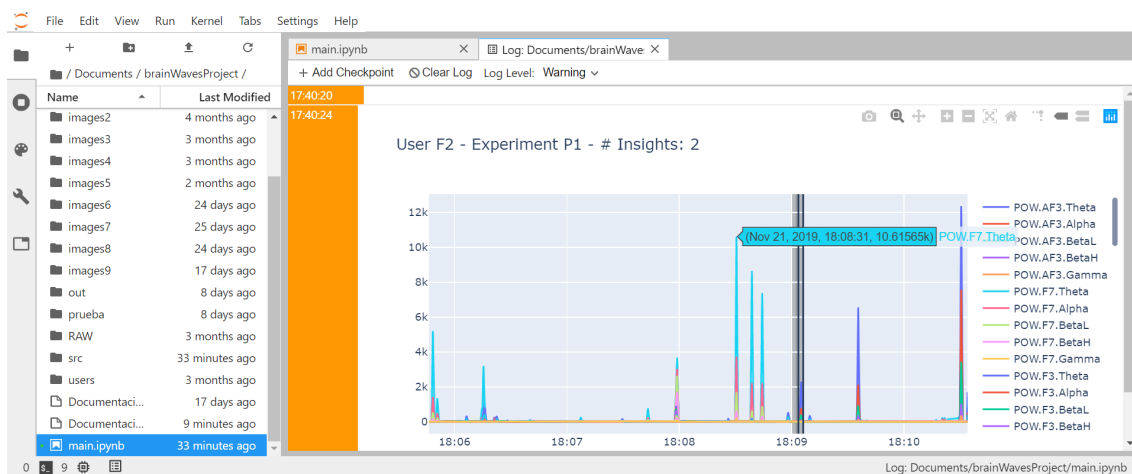 File Edit View Run Kernel Tabs Settings Help
main.ipynb
Log: Documents/brainWaves
/ Documents / brainWavesProject /
+ Add Checkpoint Clear Log Log Level: Warning
Name Last Modified
images2 4 months ago
images3 3 months ago
images4 3 months ago
images5 2 months ago
images6 24 days ago
images7 25 days ago
images8 24 days ago
images9 17 days ago
out 8 days ago
prueba 8 days ago
RAW 3 months ago
src 33 minutes ago
users 3 months ago
Documentaci... 17 days ago
Documentaci... 9 minutes ago
main.ipynb 33 minutes ago
17:40:20
17:40:24
User F2 - Experiment P1 - # Insights: 2
12k
10k
8k
6k
4k
2k
0
(Nov 21, 2019, 18:08:31, 10.61565k) POW.F7.Theta
18:06 18:07 18:08 18:09 18:10
POW.AF3.Theta
POW.AF3.Alpha
POW.AF3.BetaL
POW.AF3.BetaH
POW.AF3.Gamma
POW.F7.Theta
POW.F7.Alpha
POW.F7.BetaL
POW.F7.BetaH
POW.F7.Gamma
POW.F3.Theta
POW.F3.Alpha
POW.F3.BetaL
POW.F3.BetaH
0 $_ 9
Log: Documents/brainWavesProject/main.ipynb